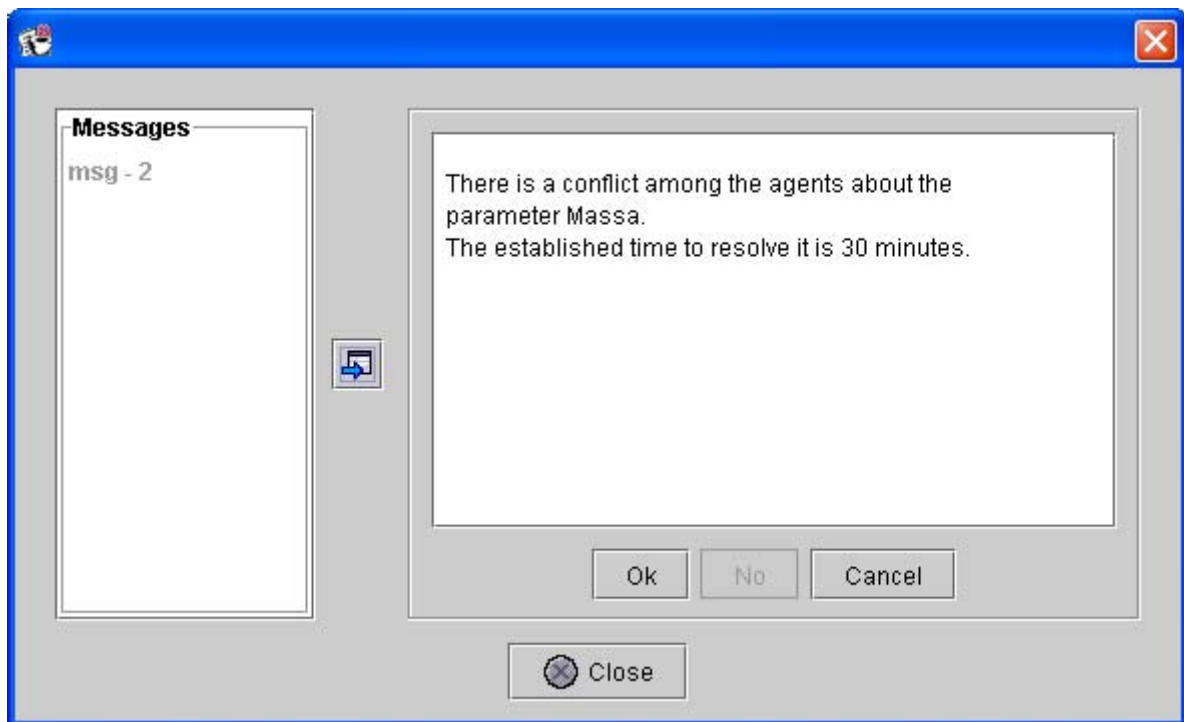 Messages
msg - 2
There is a conflict among the agents about the
parameter Massa.
The established time to resolve it is 30 minutes.
Ok
No
Cancel
Close